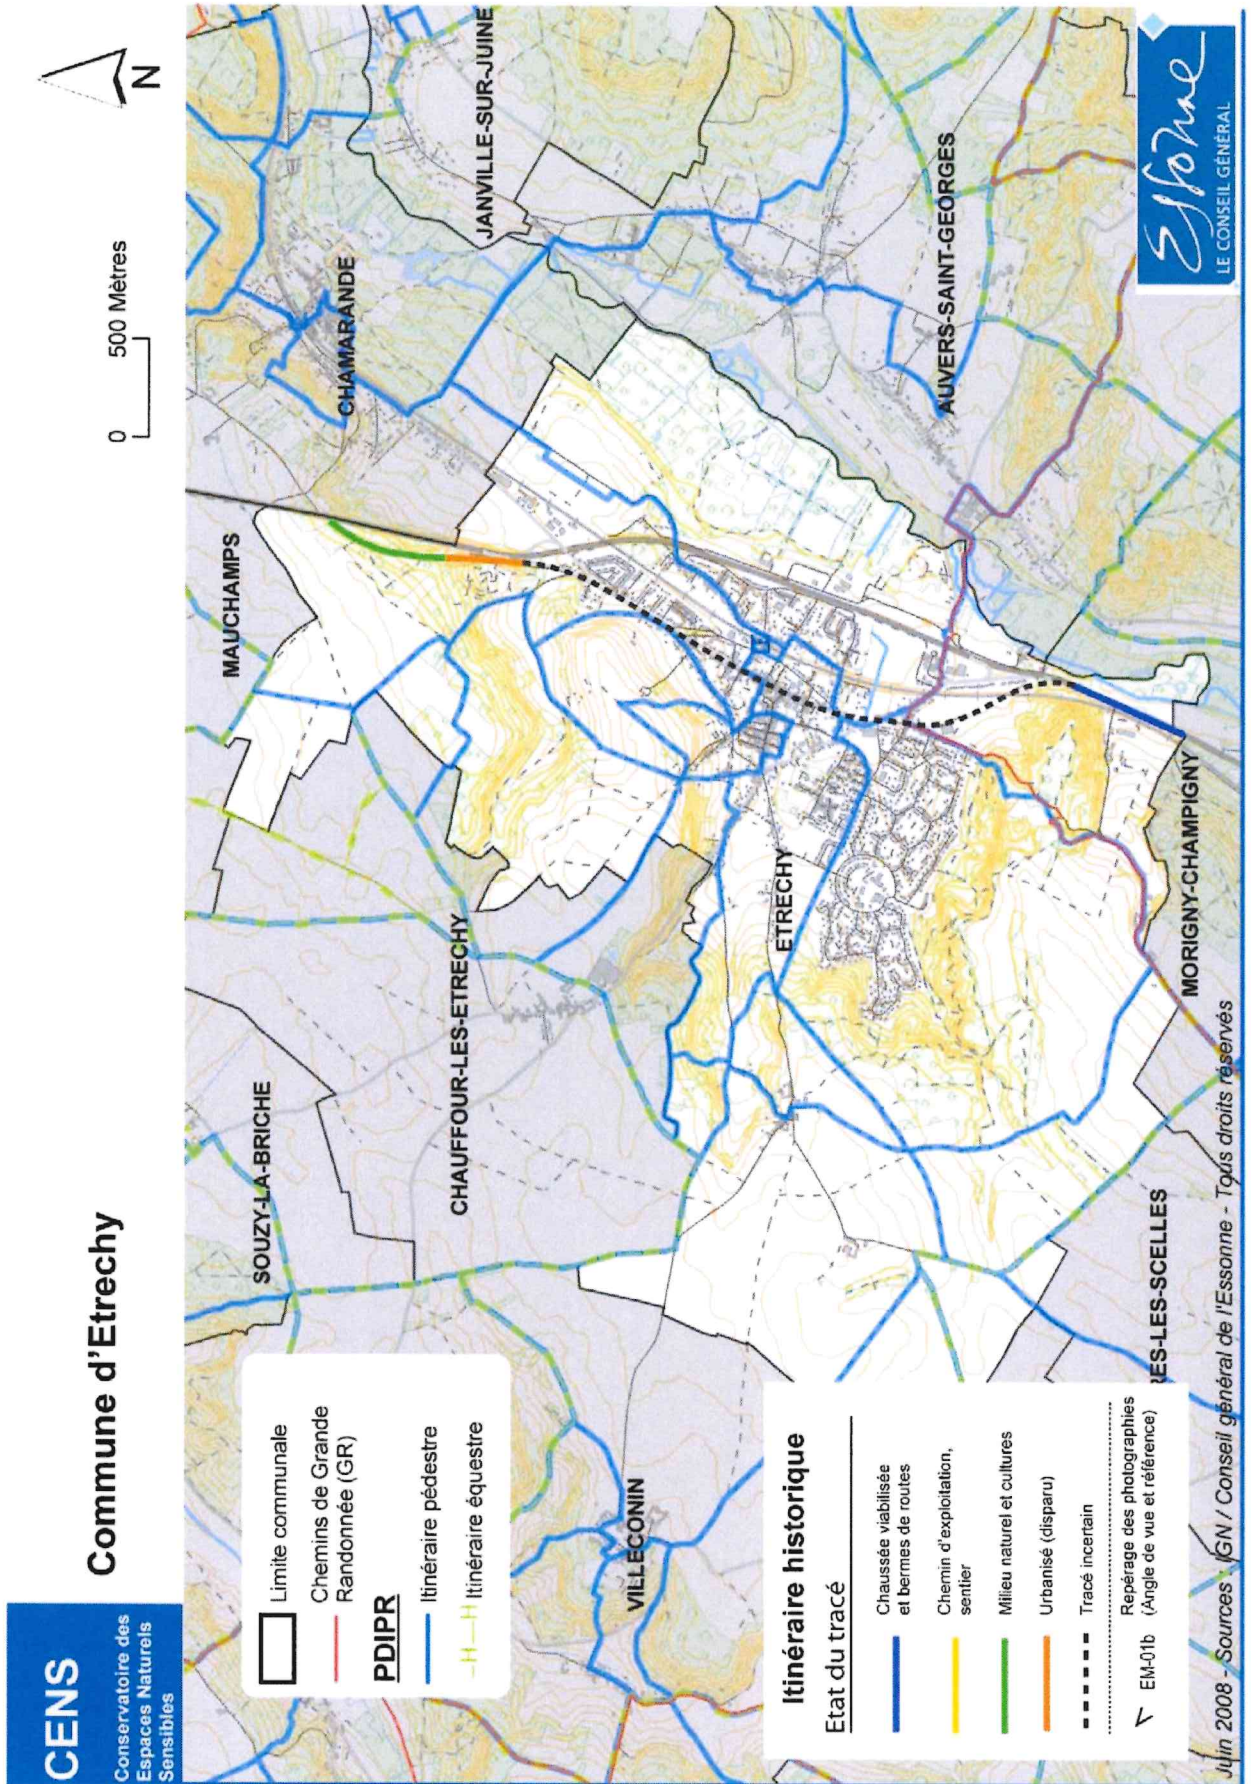 CENS
Conservatoire des
Espaces Naturels
Sensibles
Commune d'Etrechy
0 500 Mètres
N
Limite communale
Chemins de Grande
Randonnée (GR)
PDIPR
Itinéraire pédestre
Itinéraire équestre
SOUZY-LA-BRICHE
MAUCHAMPS
CHAMARANDE
JANVILLE-SUR-JUINE
CHAUFFOUR-LES-ETRECHY
VILLECONIN
ETRECHY
AUVERS-SAINT-GEORGES
MORIGNY-CHAMPIGNY
RES-LES-SCELLES
Itinéraire historique
Etat du tracé
Chaussée viabilisée
et bermes de routes
Chemin d'exploitation,
sentier
Milieu naturel et cultures
Urbanisé (disparu)
Tracé incertain
EM-01b
Repérage des photographies
(Angle de vue et référence)
Essonne
LE CONSEIL GÉNÉRAL
Juin 2008 - Sources IGN / Conseil général de l'Essonne - Tous droits réservés